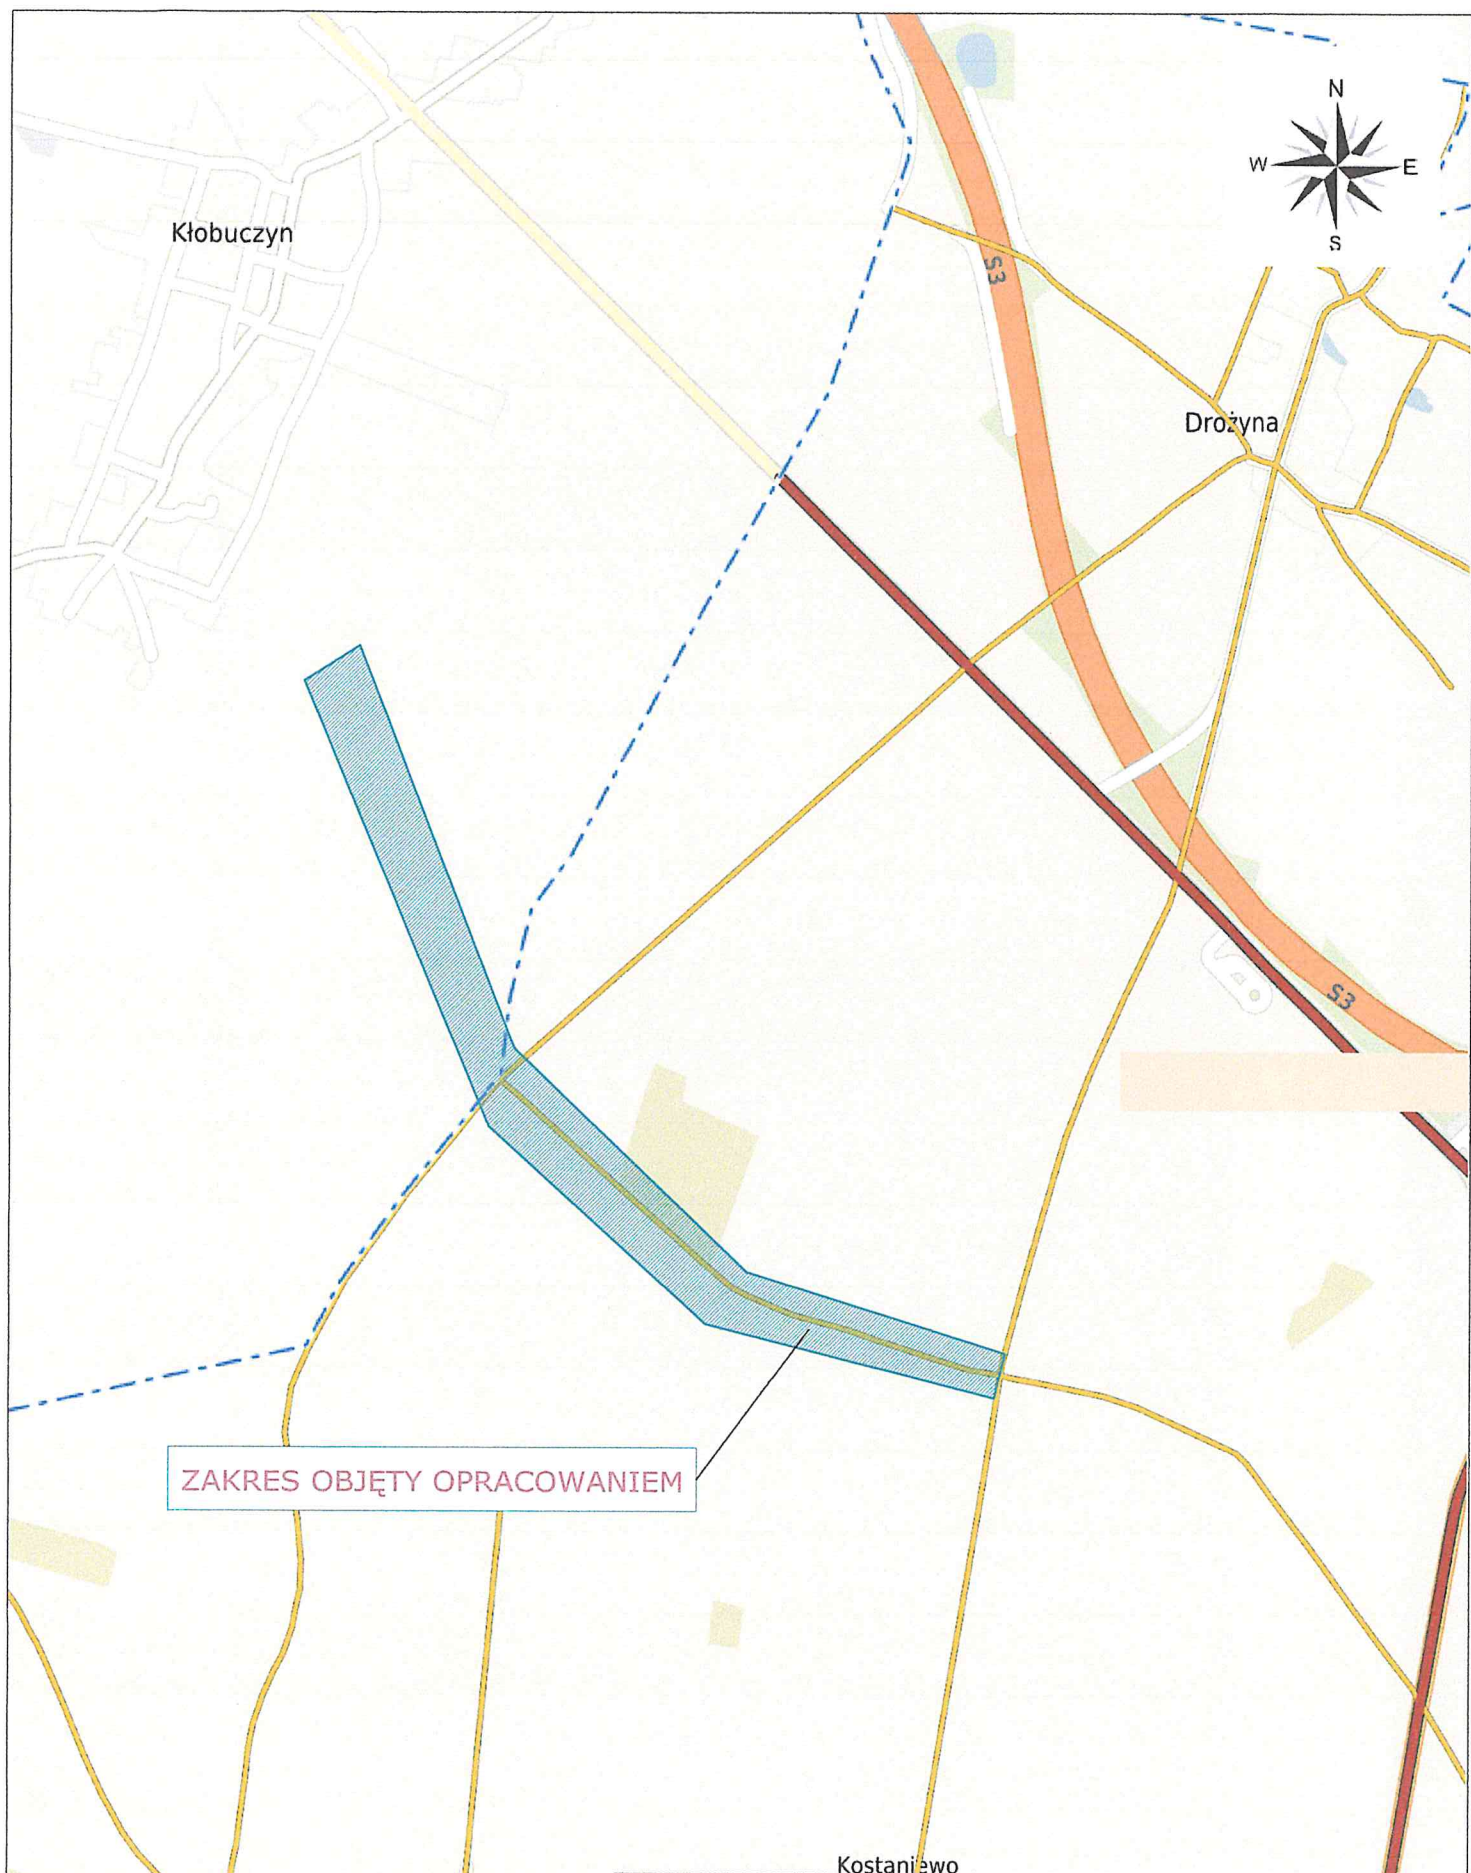 N
W E
S
Kłobuczyn
S3
Drożyna
S3
ZAKRES OBJĘTY OPRACOWANIEM
Kostaniewo